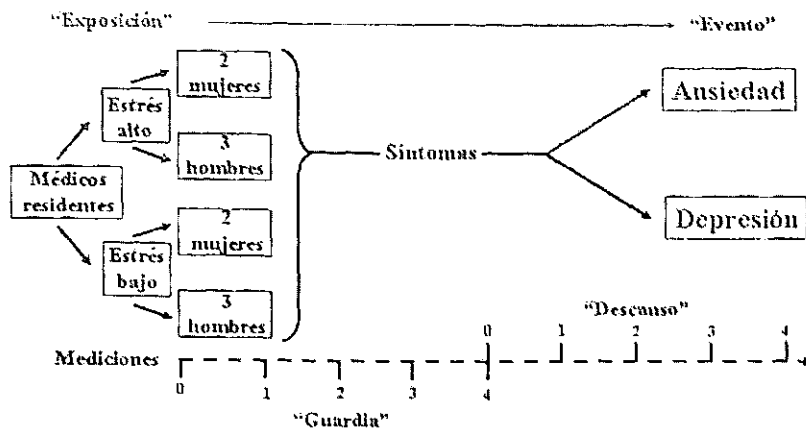 “Exposición”
“Evento”
2
mujeres
Estrés
alto
3
hombres
Médicos
residentes
2
mujeres
Estrés
bajo
3
hombres
Síntomas
Ansiedad
Depresión
“Descanso”
0 1 2 3 4
Mediciones
0 1 2 3 4
“Guardia”